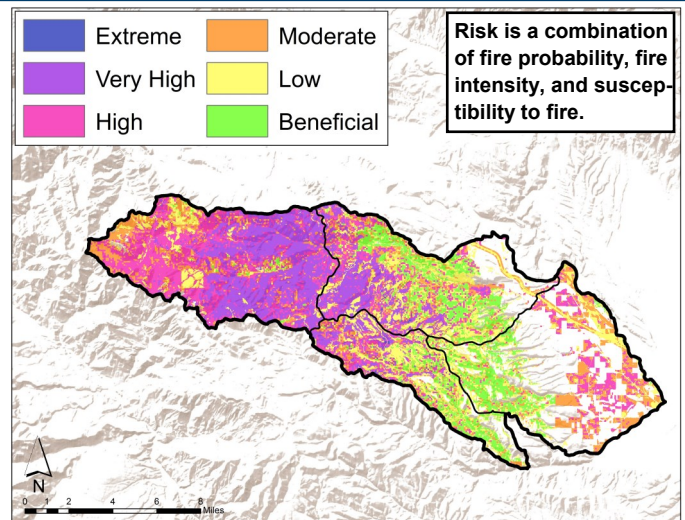 Extreme
Very High
High
Moderate
Low
Beneficial
Risk is a combination
of fire probability, fire
intensity, and suscep-
tibility to fire.
N
0 1 2 4 6 8
Miles